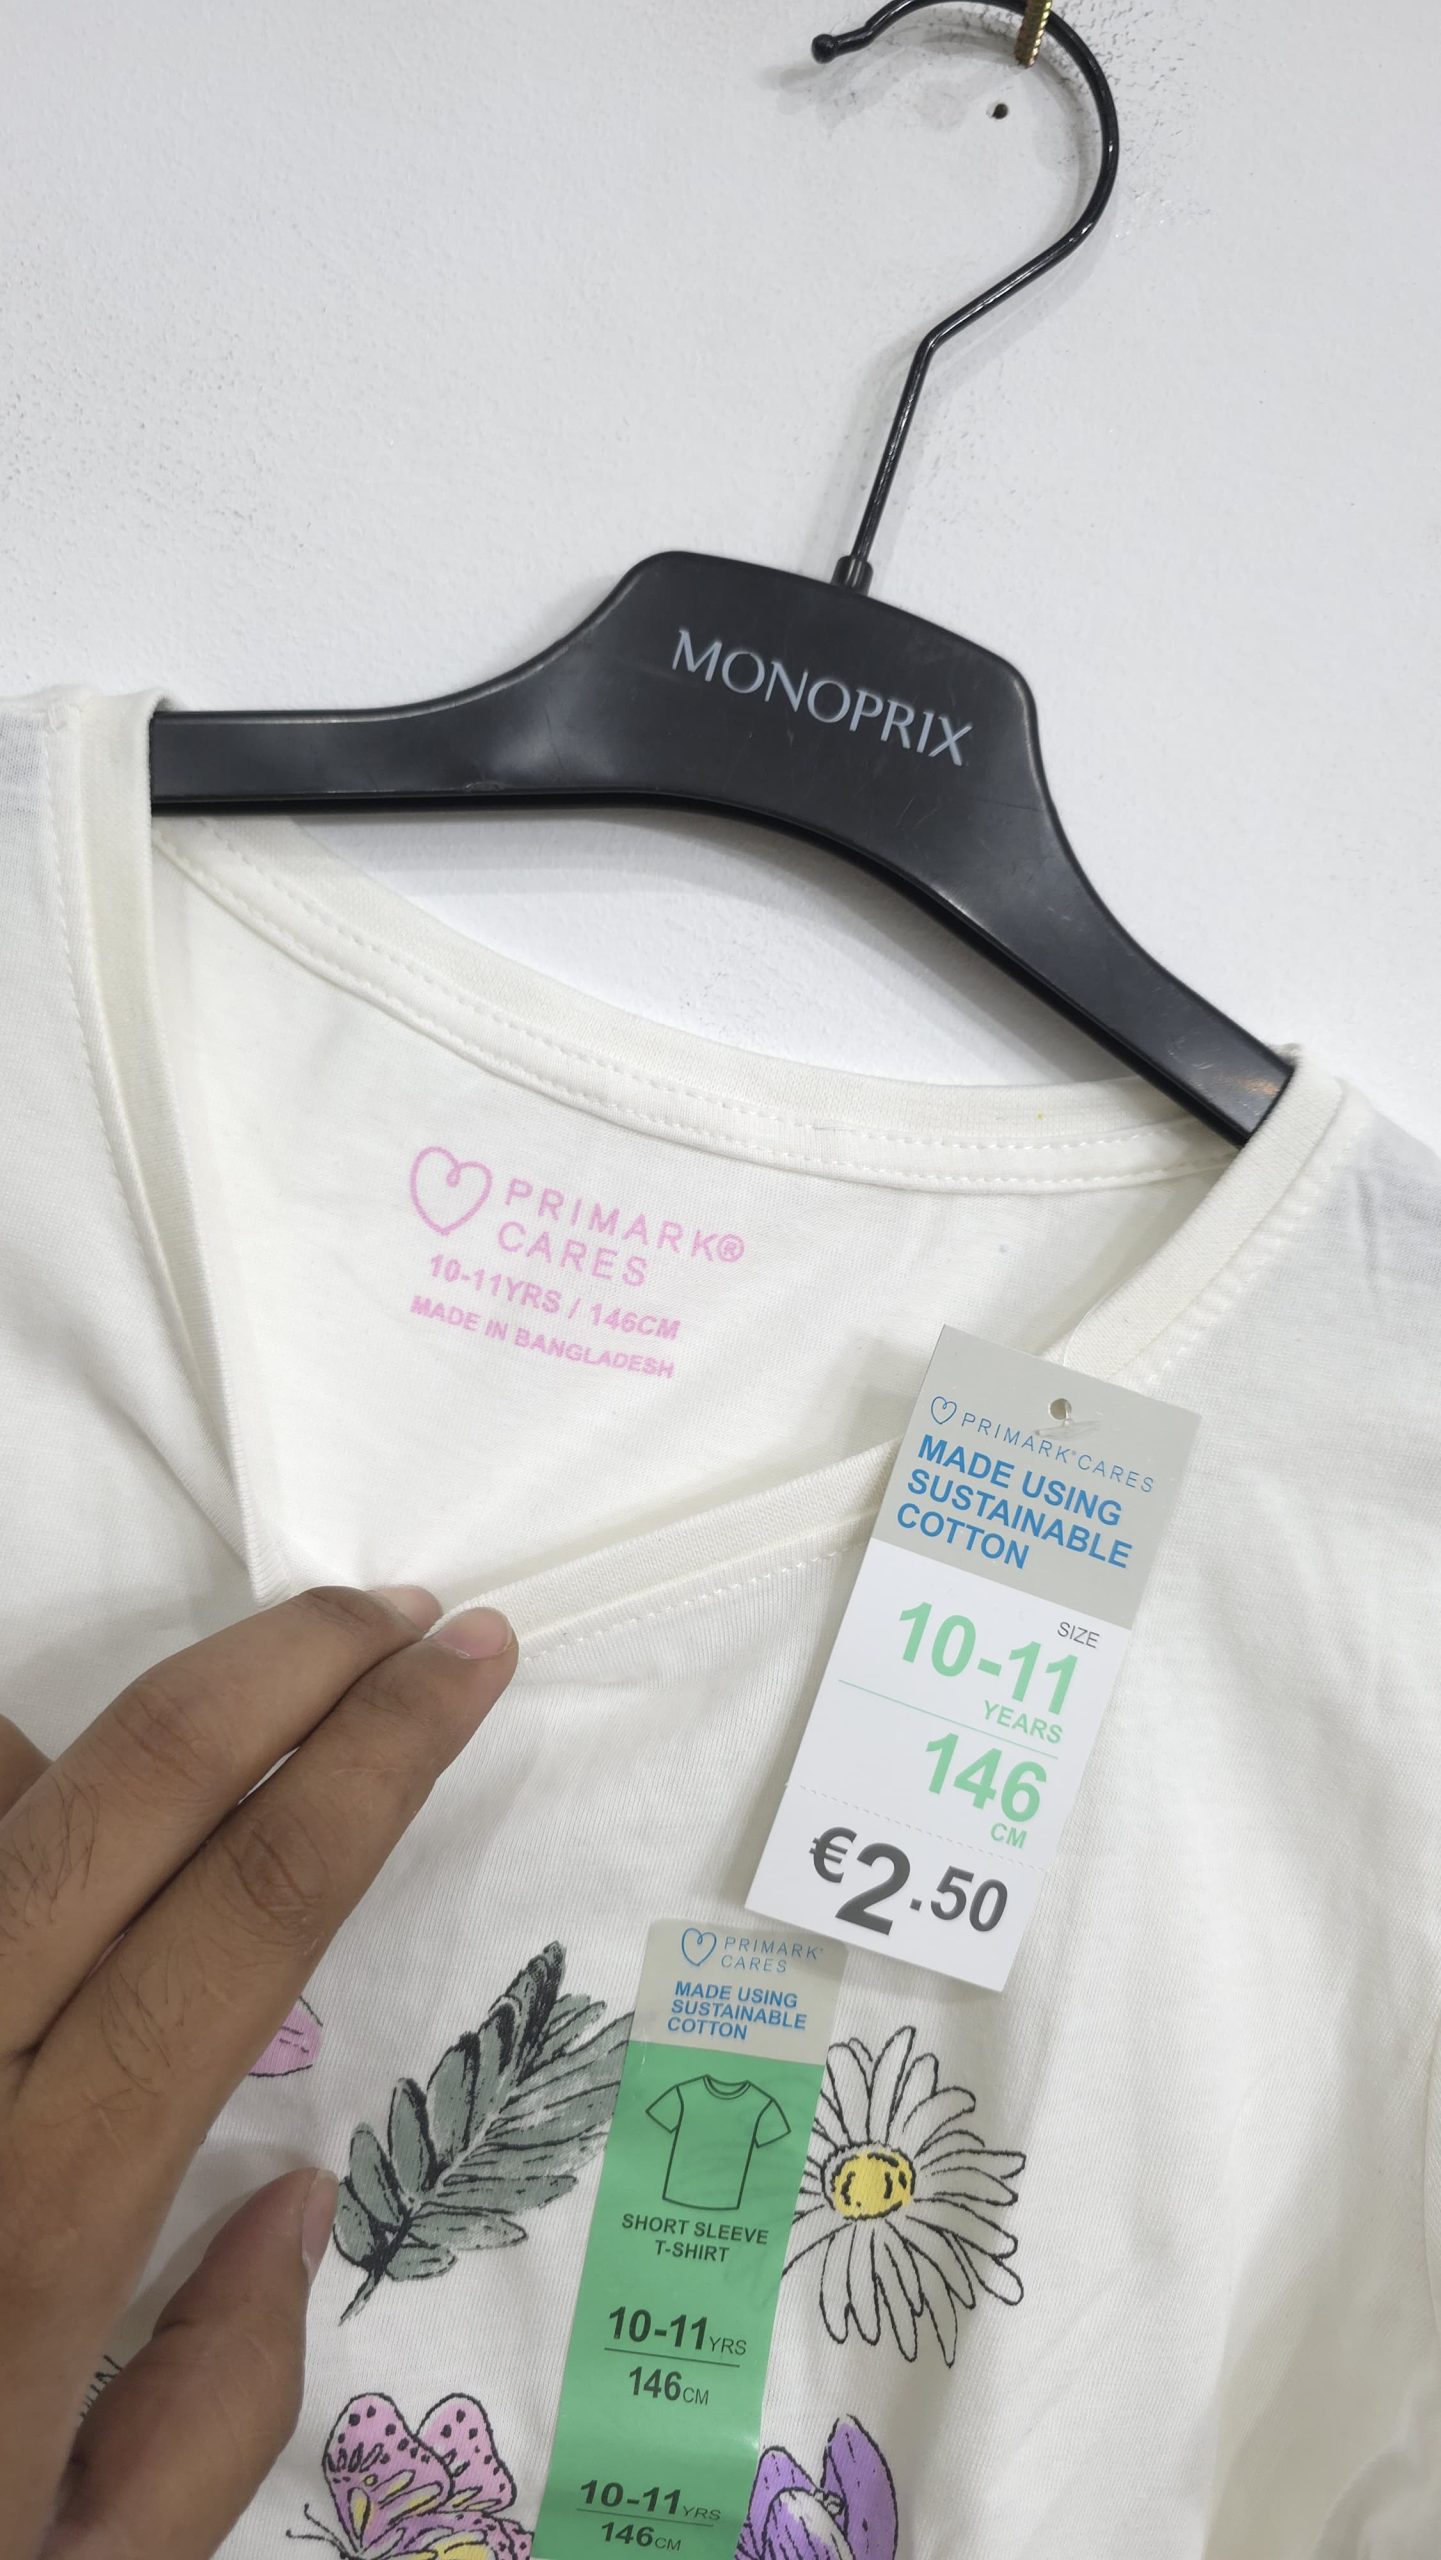 MONOPRIX
PRIMARK®
CARES
10-11YRS / 146CM
MADE IN BANGLADESH
PRIMARK® CARES
MADE USING
SUSTAINABLE
COTTON
SIZE
10-11
YEARS
146
CM
€2.50
PRIMARK®
CARES
MADE USING
SUSTAINABLE
COTTON
SHORT SLEEVE
T-SHIRT
10-11YRS
146CM
10-11YRS
146CM